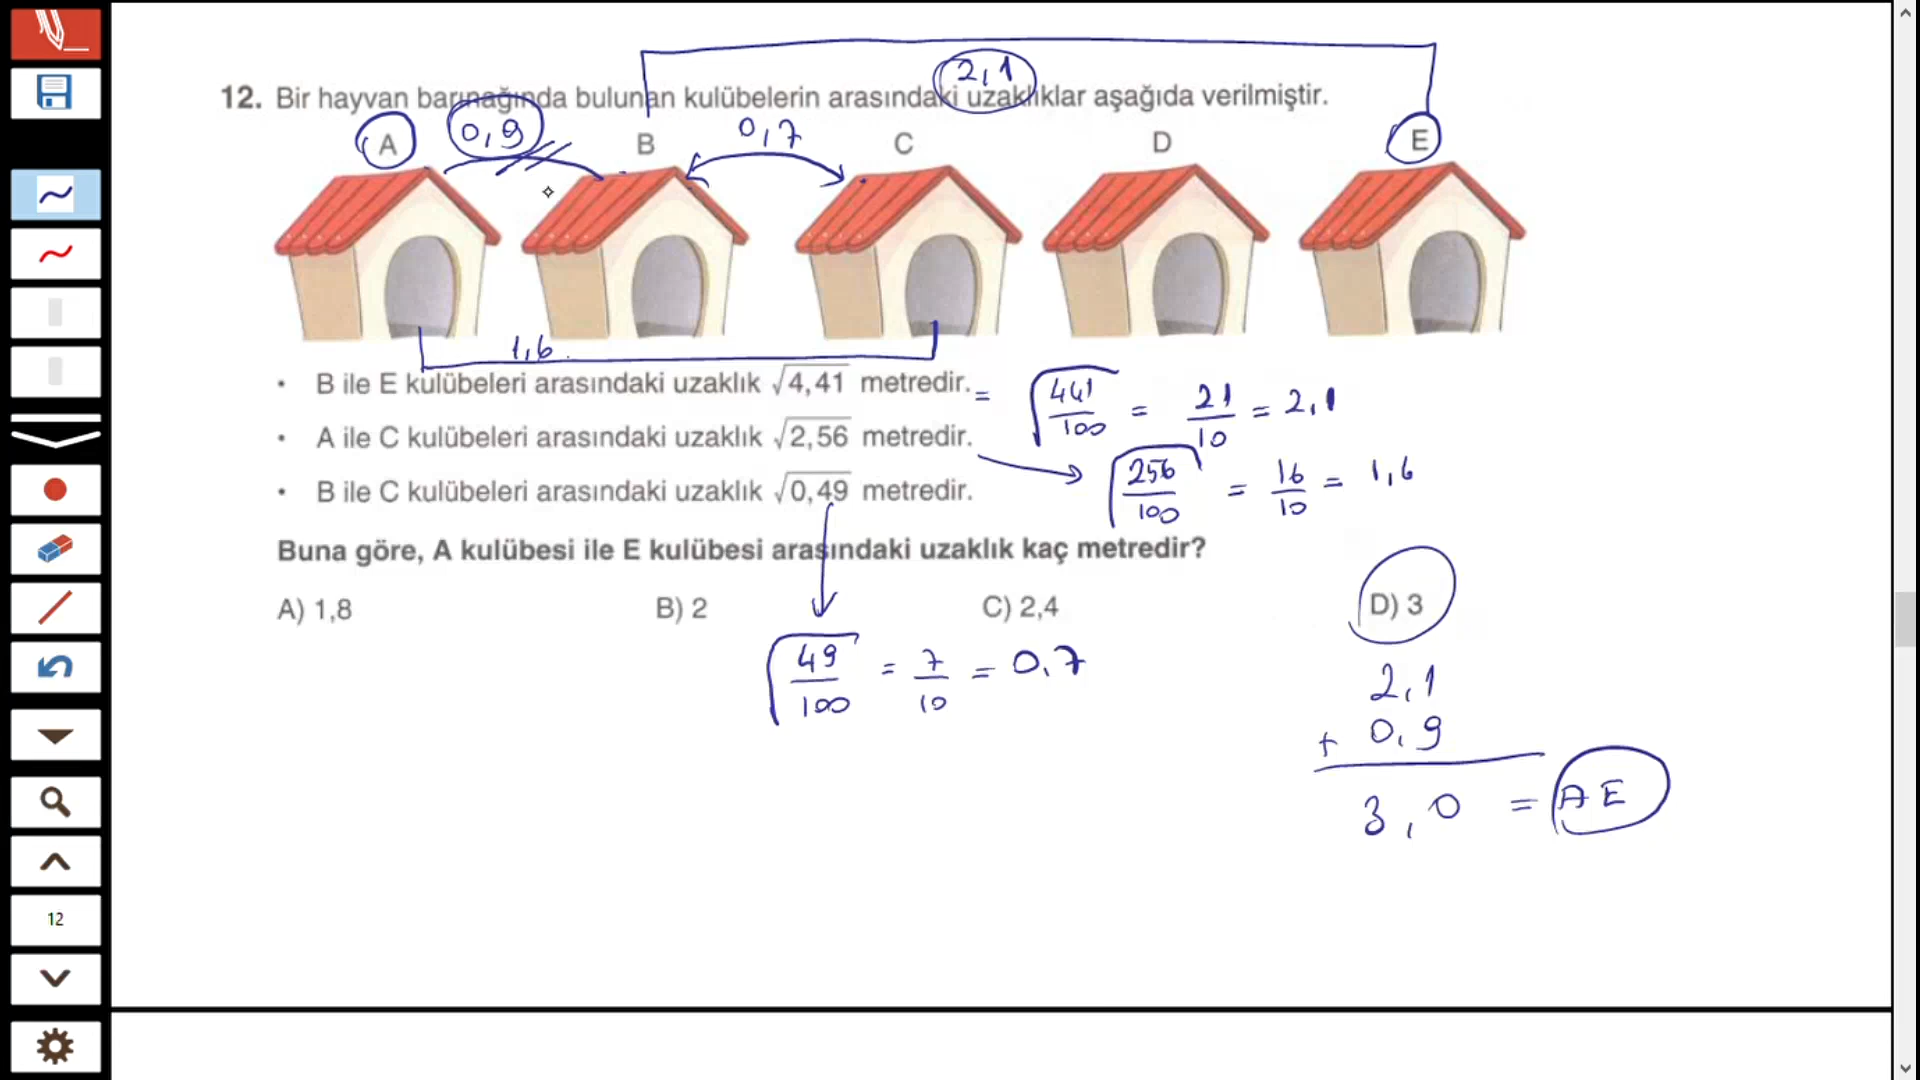 2,1
12. Bir hayvan barınağında bulunan kulübelerin arasındaki uzaklıklar aşağıda verilmiştir.
A 0,9 B 0,7 C D E
1,6
• B ile E kulübeleri arasındaki uzaklık √4,41 metredir. = √441/100 = 21/10 = 2,1
• A ile C kulübeleri arasındaki uzaklık √2,56 metredir. → √256/100 = 16/10 = 1,6
• B ile C kulübeleri arasındaki uzaklık √0,49 metredir.
Buna göre, A kulübesi ile E kulübesi arasındaki uzaklık kaç metredir?
A) 1,8 B) 2 C) 2,4 D) 3
√49/100 = 7/10 = 0,7
2,1
+ 0,9
3,0 = AE
12